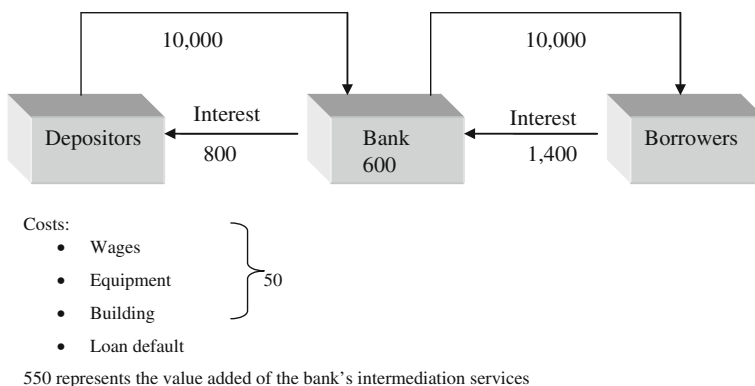 10,000
10,000
Depositors
Interest
800
Bank
600
Interest
1,400
Borrowers
Costs:
• Wages
• Equipment
• Building
50
• Loan default
550 represents the value added of the bank's intermediation services